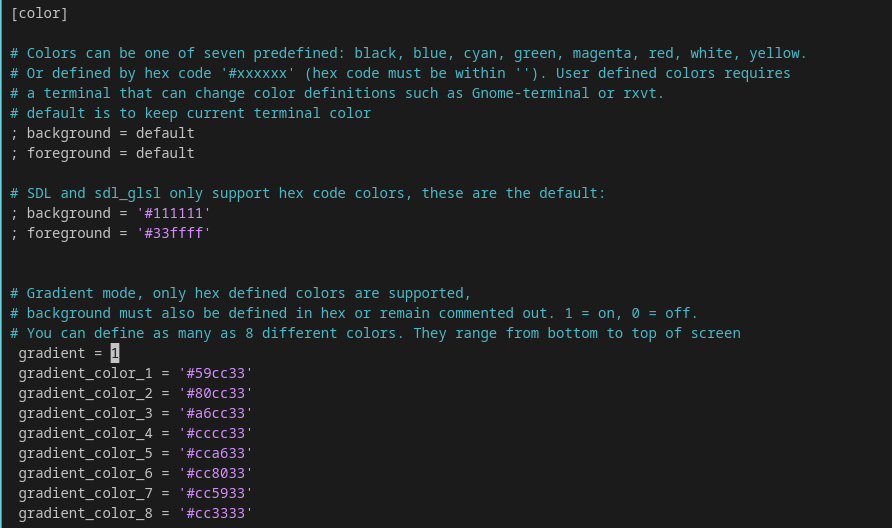 [color]
# Colors can be one of seven predefined: black, blue, cyan, green, magenta, red, white, yellow.
# Or defined by hex code '#xxxxxx' (hex code must be within ''). User defined colors requires
# a terminal that can change color definitions such as Gnome-terminal or rxvt.
# default is to keep current terminal color
; background = default
; foreground = default
# SDL and sdl_glsl only support hex code colors, these are the default:
; background = '#111111'
; foreground = '#33ffff'
# Gradient mode, only hex defined colors are supported,
# background must also be defined in hex or remain commented out. 1 = on, 0 = off.
# You can define as many as 8 different colors. They range from bottom to top of screen
gradient = 1
gradient_color_1 = '#59cc33'
gradient_color_2 = '#80cc33'
gradient_color_3 = '#a6cc33'
gradient_color_4 = '#cccc33'
gradient_color_5 = '#cca633'
gradient_color_6 = '#cc8033'
gradient_color_7 = '#cc5933'
gradient_color_8 = '#cc3333'